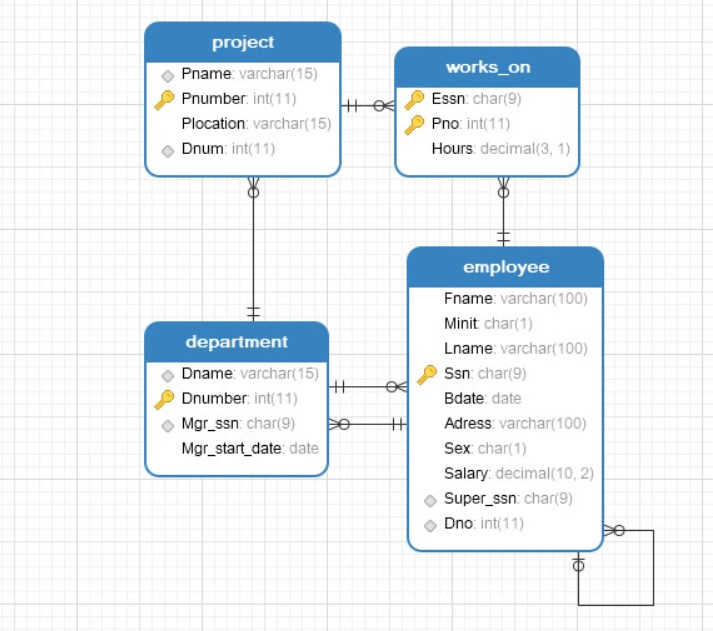 project
Pname: varchar(15)
Pnumber: int(11)
Plocation: varchar(15)
Dnum: int(11)
works_on
Essn: char(9)
Pno: int(11)
Hours: decimal(3, 1)
department
Dname: varchar(15)
Dnumber: int(11)
Mgr_ssn: char(9)
Mgr_start_date: date
employee
Fname: varchar(100)
Minit: char(1)
Lname: varchar(100)
Ssn: char(9)
Bdate: date
Adress: varchar(100)
Sex: char(1)
Salary: decimal(10, 2)
Super_ssn: char(9)
Dno: int(11)